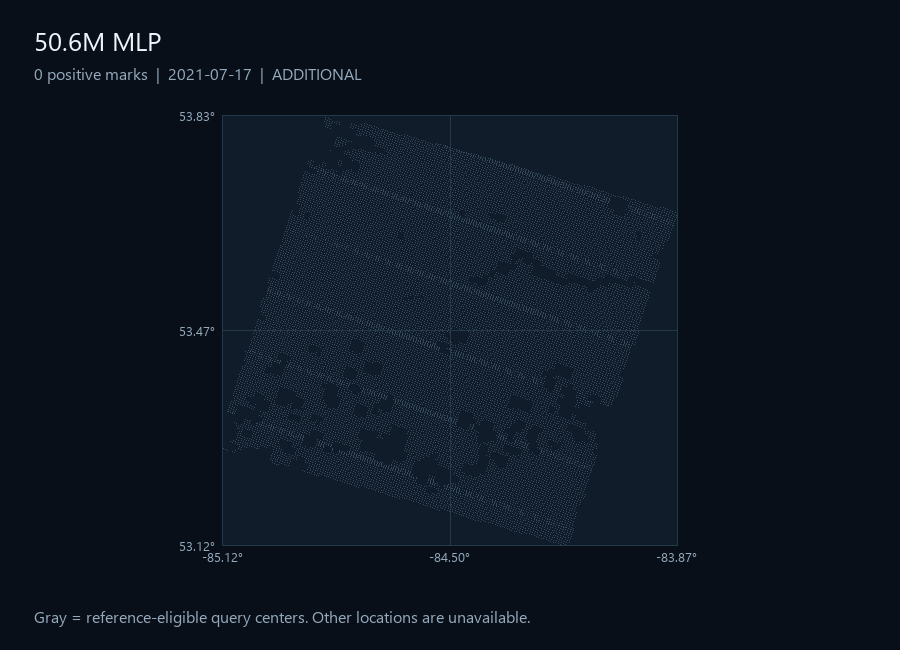 50.6M MLP
0 positive marks | 2021-07-17 | ADDITIONAL
53.83°
53.47°
53.12°
-85.12°
-84.50°
-83.87°
Gray = reference-eligible query centers. Other locations are unavailable.